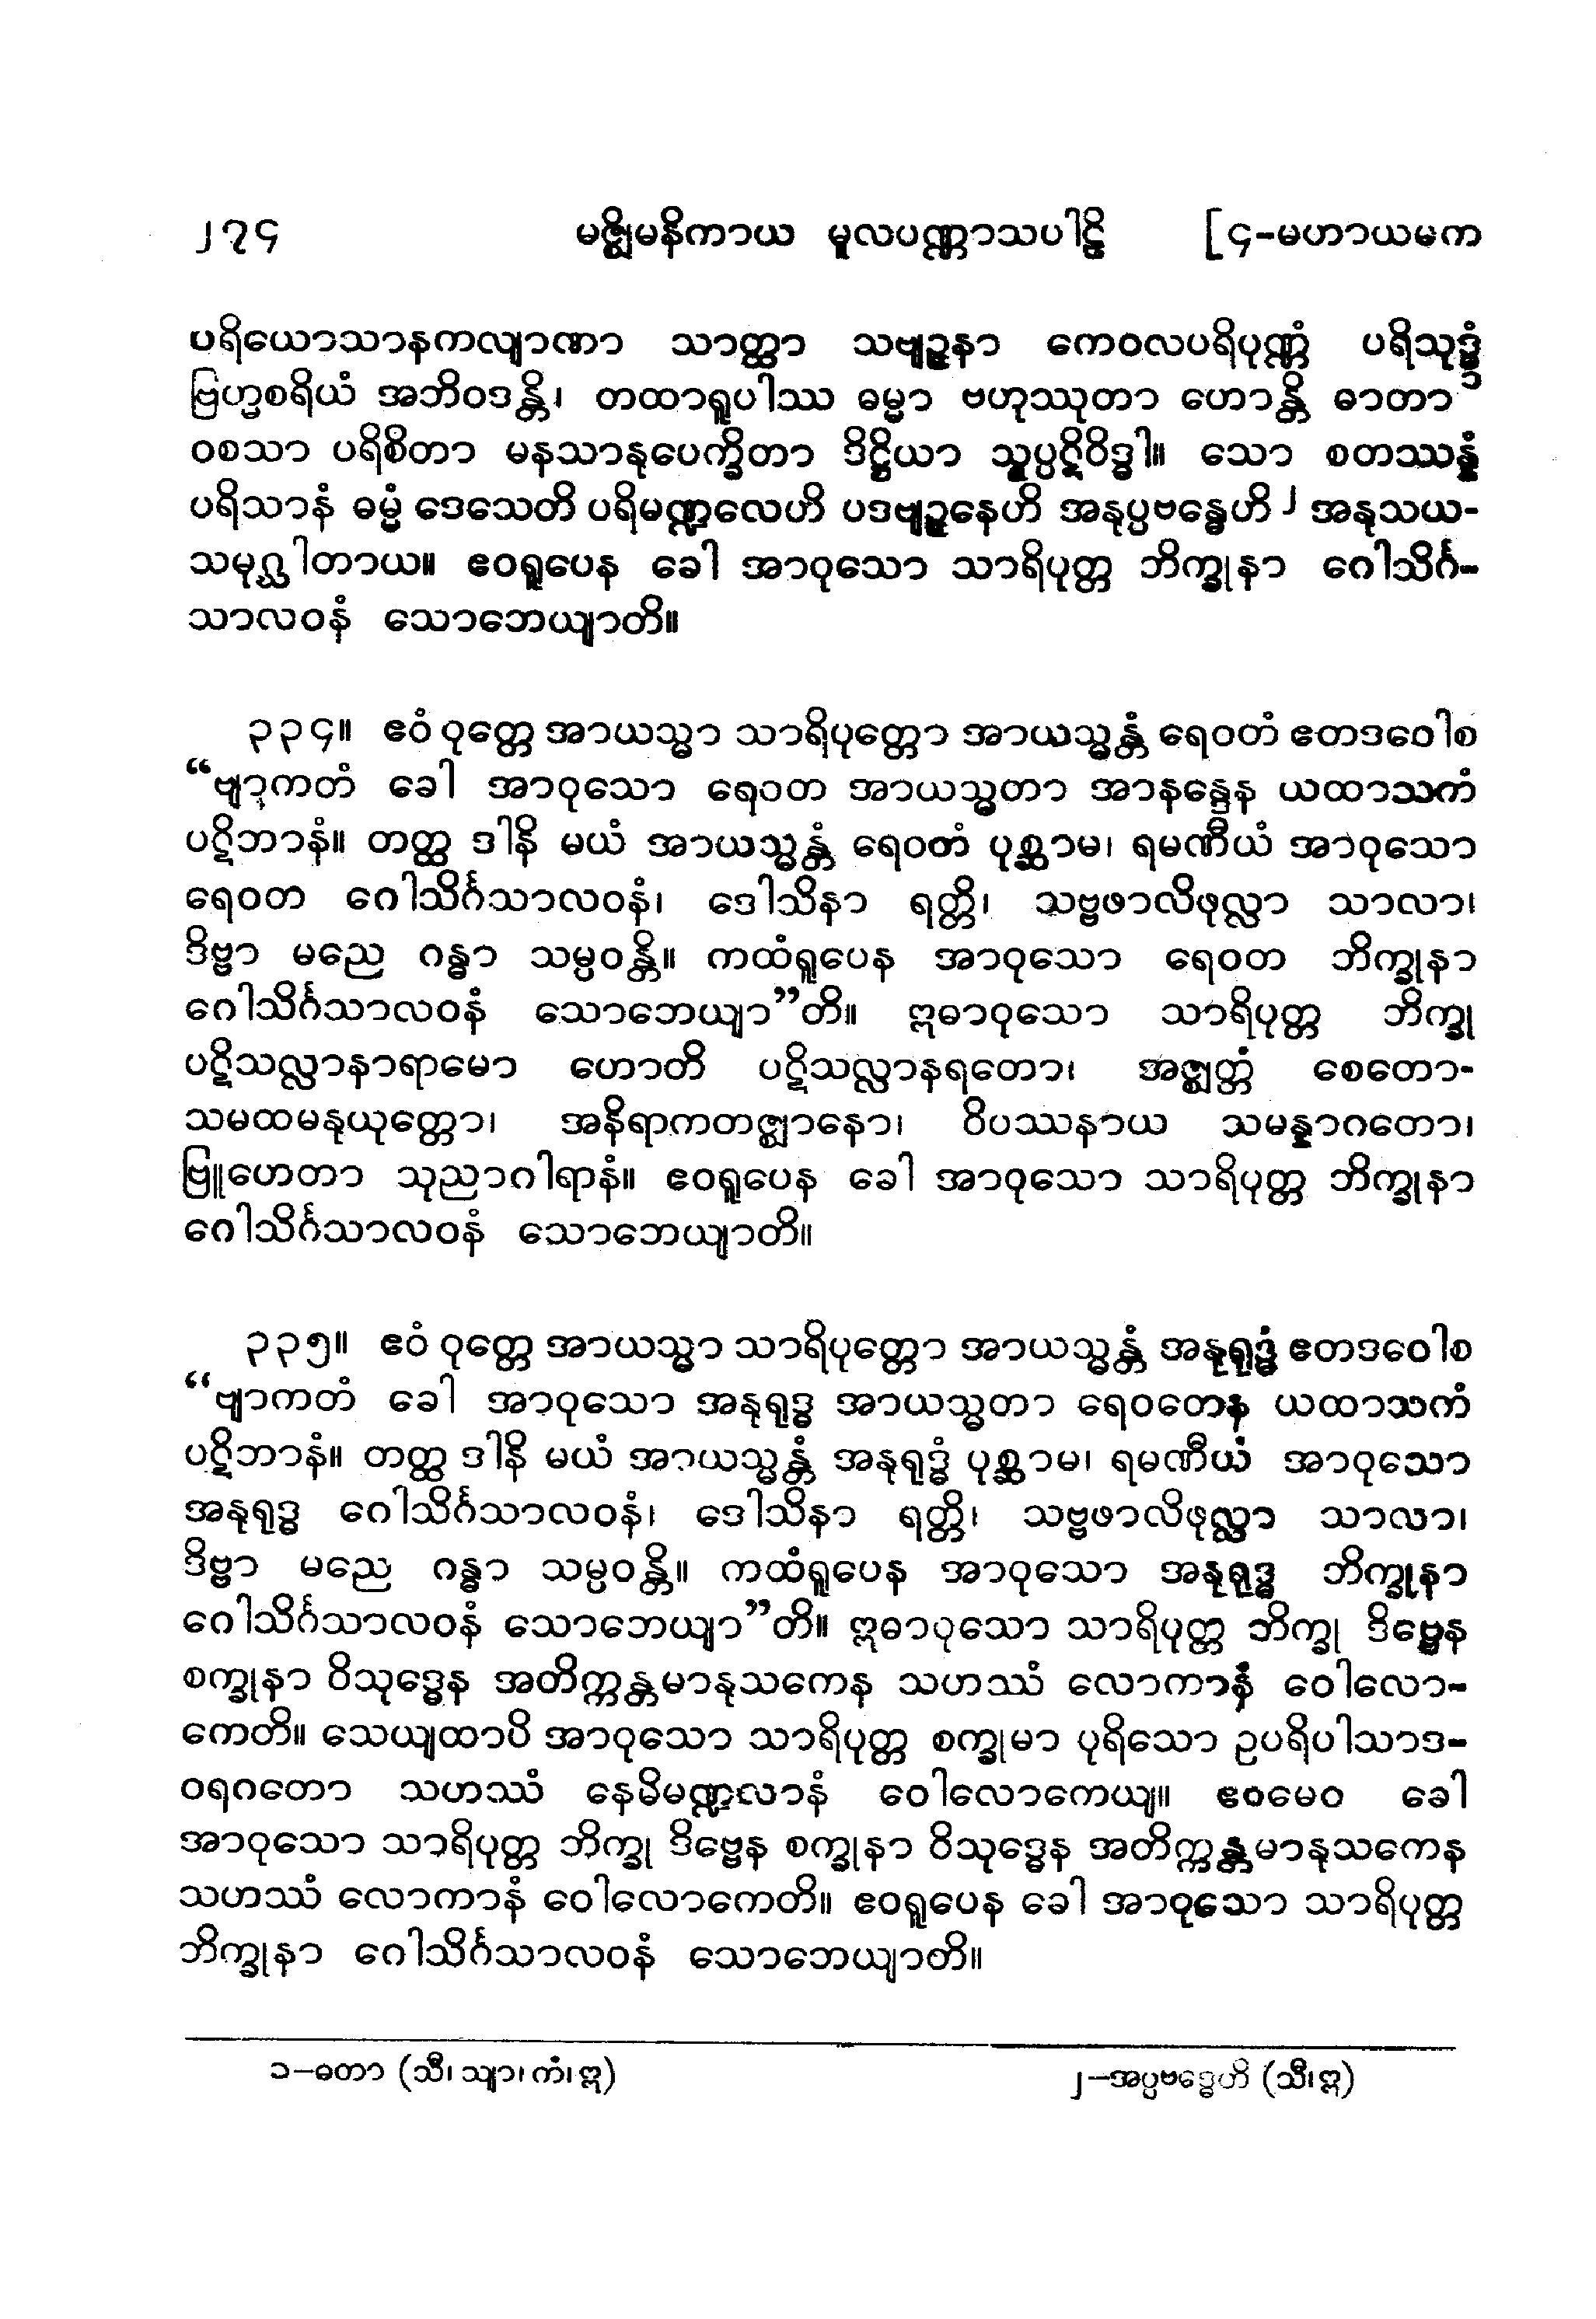 ၂၇၄ မဇ္ဈိမနိကာယ မူလပဏ္ဏာသပါဠိ [၄-မဟာယမက
ပရိယောသာနကလျာဏာ သာတ္ထာ သဗျဉ္ဇနာ ကေဝလပရိပုဏ္ဏံ ပရိသုဒ္ဓံ
ဗြဟ္မစရိယံ အဘိဝဒန္တိ၊ တထာရူပါဿ ဓမ္မာ ဗဟုဿုတာ ဟောန္တိ ဓာတာ ၁
ဝစသာ ပရိစိတာ မနသာနုပေက္ခိတာ ဒိဋ္ဌိယာ သုပ္ပဋိဝိဒ္ဓါ။ သော စတဿန္နံ
ပရိသာနံ ဓမ္မံ ဒေသေတိ ပရိမဏ္ဍလေဟိ ပဒဗျဉ္ဇနေဟိ အနုပ္ပဗန္ဓေဟိ ၂ အနုသယ-
သမုဂ္ဃါတာယ။ ဧဝရူပေန ခေါ အာဝုသော သာရိပုတ္တ ဘိက္ခုနာ ဂေါသိင်္ဂ-
သာလဝနံ သောဘေယျာတိ။
၃၃၄။ ဧဝံ ဝုတ္တေ အာယသ္မာ သာရိပုတ္တော အာယသ္မန္တံ ရေဝတံ ဧတဒဝေါစ
“ဗျာကတံ ခေါ အာဝုသော ရေဝတ အာယသ္မတာ အာနန္ဒေန ယထာသကံ
ပဋိဘာနံ။ တတ္ထ ဒါနိ မယံ အာယသ္မန္တံ ရေဝတံ ပုစ္ဆာမ၊ ရမဏီယံ အာဝုသော
ရေဝတ ဂေါသိင်္ဂသာလဝနံ၊ ဒေါသိနာ ရတ္တိ၊ သဗ္ဗဖာလိဖုလ္လာ သာလာ၊
ဒိဗ္ဗာ မညေ ဂန္ဓာ သမ္ပဝန္တိ။ ကထံရူပေန အာဝုသော ရေဝတ ဘိက္ခုနာ
ဂေါသိင်္ဂသာလဝနံ သောဘေယျာ”တိ။ ဣဓာဝုသော သာရိပုတ္တ ဘိက္ခု
ပဋိသလ္လာနာရာမော ဟောတိ ပဋိသလ္လာနရတော၊ အဇ္ဈတ္တံ စေတော-
သမထမနုယုတ္တော၊ အနိရာကတဇ္ဈာနော၊ ဝိပဿနာယ သမန္နာဂတော၊
ဗြူဟေတာ သုညာဂါရာနံ။ ဧဝရူပေန ခေါ အာဝုသော သာရိပုတ္တ ဘိက္ခုနာ
ဂေါသိင်္ဂသာလဝနံ သောဘေယျာတိ။
၃၃၅။ ဧဝံ ဝုတ္တေ အာယသ္မာ သာရိပုတ္တော အာယသ္မန္တံ အနုရုဒ္ဓံ ဧတဒဝေါစ
“ဗျာကတံ ခေါ အာဝုသော အနုရုဒ္ဓ အာယသ္မတာ ရေဝတေန ယထာသကံ
ပဋိဘာနံ။ တတ္ထ ဒါနိ မယံ အာယသ္မန္တံ အနုရုဒ္ဓံ ပုစ္ဆာမ၊ ရမဏီယံ အာဝုသော
အနုရုဒ္ဓ ဂေါသိင်္ဂသာလဝနံ၊ ဒေါသိနာ ရတ္တိ၊ သဗ္ဗဖာလိဖုလ္လာ သာလာ၊
ဒိဗ္ဗာ မညေ ဂန္ဓာ သမ္ပဝန္တိ။ ကထံရူပေန အာဝုသော အနုရုဒ္ဓ ဘိက္ခုနာ
ဂေါသိင်္ဂသာလဝနံ သောဘေယျာ”တိ။ ဣဓာဝုသော သာရိပုတ္တ ဘိက္ခု ဒိဗ္ဗေန
စက္ခုနာ ဝိသုဒ္ဓေန အတိက္ကန္တမာနုသကေန သဟဿံ လောကာနံ ဝေါလော-
ကေတိ။ သေယျထာပိ အာဝုသော သာရိပုတ္တ စက္ခုမာ ပုရိသော ဥပရိပါသာဒ-
ဝရဂတော သဟဿံ နေမိမဏ္ဍလာနံ ဝေါလောကေယျ။ ဧဝမေဝ ခေါ
အာဝုသော သာရိပုတ္တ ဘိက္ခု ဒိဗ္ဗေန စက္ခုနာ ဝိသုဒ္ဓေန အတိက္ကန္တမာနုသကေန
သဟဿံ လောကာနံ ဝေါလောကေတိ။ ဧဝရူပေန ခေါ အာဝုသော သာရိပုတ္တ
ဘိက္ခုနာ ဂေါသိင်္ဂသာလဝနံ သောဘေယျာတိ။
၁–ဓတာ (သီ၊ သျာ၊ ကံ၊ ဣ) ၂–အပ္ပဗဒ္ဓေဟိ (သီ၊ ဣ)